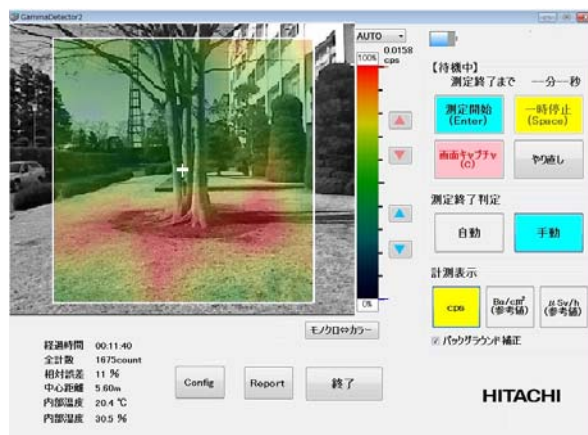 GammaDetector2
AUTO
100%
0.0158
cps
0%
【待機中】
測定終了まで --分--秒
測定開始
(Enter)
一時停止
(Space)
画面キャプチャ
(C)
やり直し
測定終了判定
自動
手動
計測表示
cps
Bq/cm²
(参考値)
μSv/h
(参考値)
バックグラウンド補正
モノクロ⇔カラー
経過時間 00:11:40
全計数 1675count
相対誤差 11 %
中心距離 5.60m
内部温度 20.4 ℃
内部湿度 30.5 %
Config
Report
終了
HITACHI